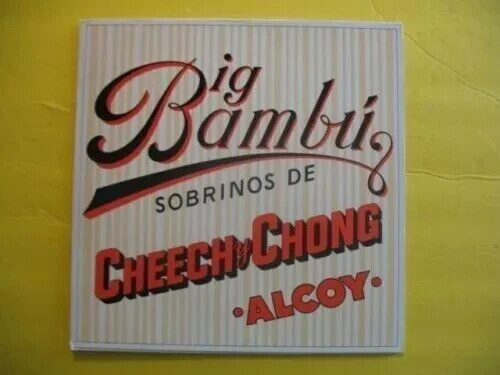 Big
Bambú
SOBRINOS DE
CHEECH y CHONG
·ALCOY·